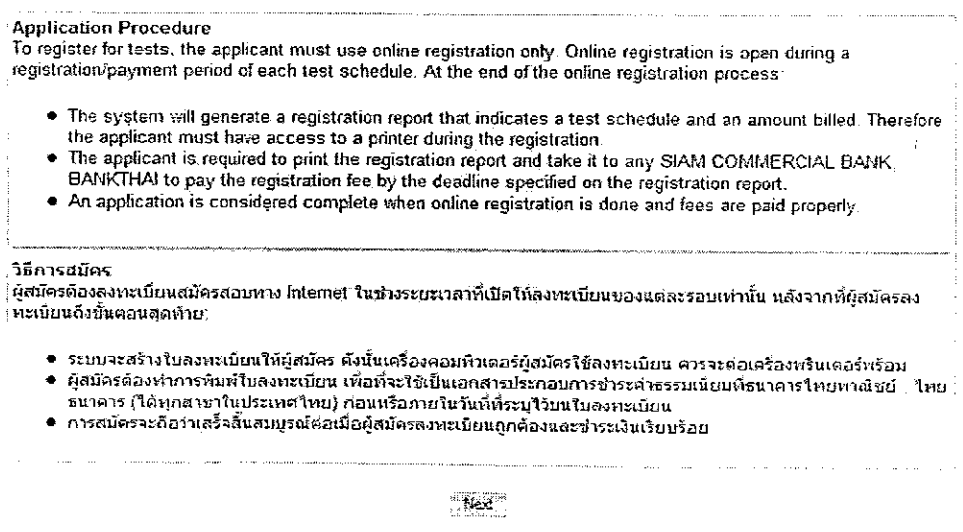 Application Procedure
To register for tests, the applicant must use online registration only. Online registration is open during a
registration/payment period of each test schedule. At the end of the online registration process:
● The system will generate a registration report that indicates a test schedule and an amount billed. Therefore
the applicant must have access to a printer during the registration.
● The applicant is required to print the registration report and take it to any SIAM COMMERCIAL BANK,
BANKTHAI to pay the registration fee by the deadline specified on the registration report.
● An application is considered complete when online registration is done and fees are paid properly.
วิธีการสมัคร
ผู้สมัครต้องลงทะเบียนสมัครสอบทาง Internet ในช่วงระยะเวลาที่เปิดให้ลงทะเบียนของแต่ละรอบเท่านั้น หลังจากที่ผู้สมัครลง
ทะเบียนถึงขั้นตอนสุดท้าย:
● ระบบจะสร้างใบลงทะเบียนให้ผู้สมัคร ดังนั้นเครื่องคอมพิวเตอร์ผู้สมัครใช้ลงทะเบียน ควรจะต่อเครื่องพรินเตอร์พร้อม
● ผู้สมัครต้องทำการพิมพ์ใบลงทะเบียน เพื่อที่จะใช้เป็นเอกสารประกอบการชำระค่าธรรมเนียมที่ธนาคารไทยพาณิชย์ , ไทย
ธนาคาร (ได้ทุกสาขาในประเทศไทย) ก่อนหรือภายในวันที่ที่ระบุไว้บนใบลงทะเบียน
● การสมัครจะถือว่าเสร็จสิ้นสมบูรณ์ต่อเมื่อผู้สมัครลงทะเบียนถูกต้องและชำระเงินเรียบร้อย
Next